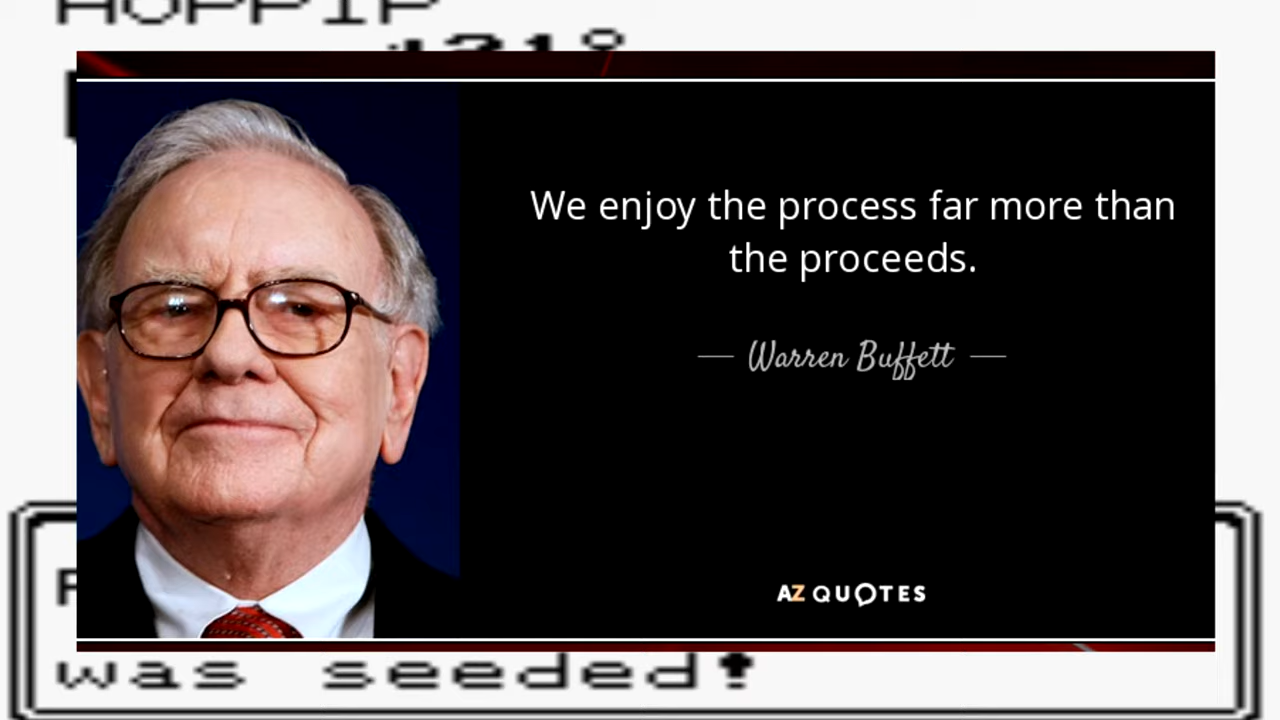 HOPPIP
We enjoy the process far more than
the proceeds.
Warren Buffett
AZ QUOTES
was seeded!